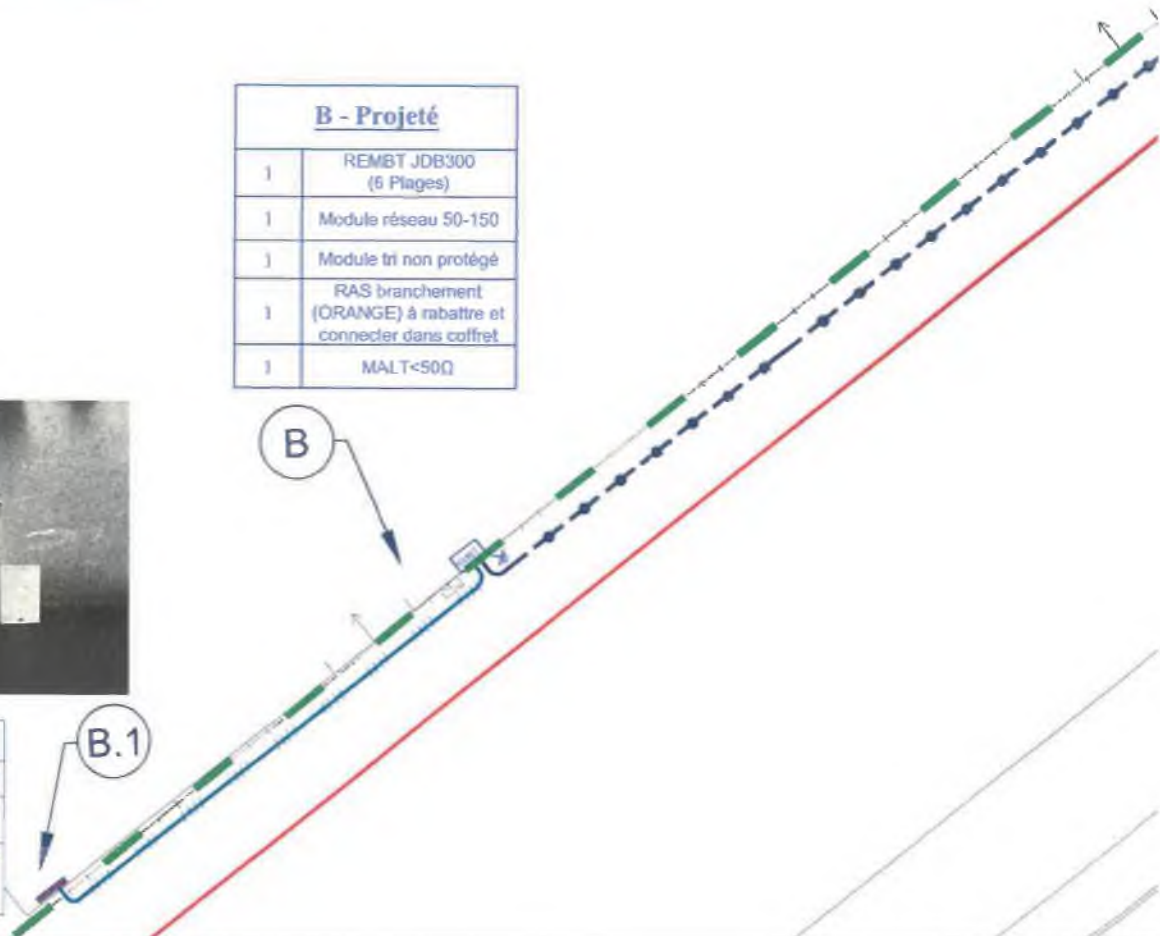 B - Projeté
1 REMBT JDB300
(6 Plages)
1 Module réseau 50-150
1 Module tri non protégé
1 RAS branchement
(ORANGE) à rabattre et
connecter dans coffret
1 MALT<50Ω
B
B.1